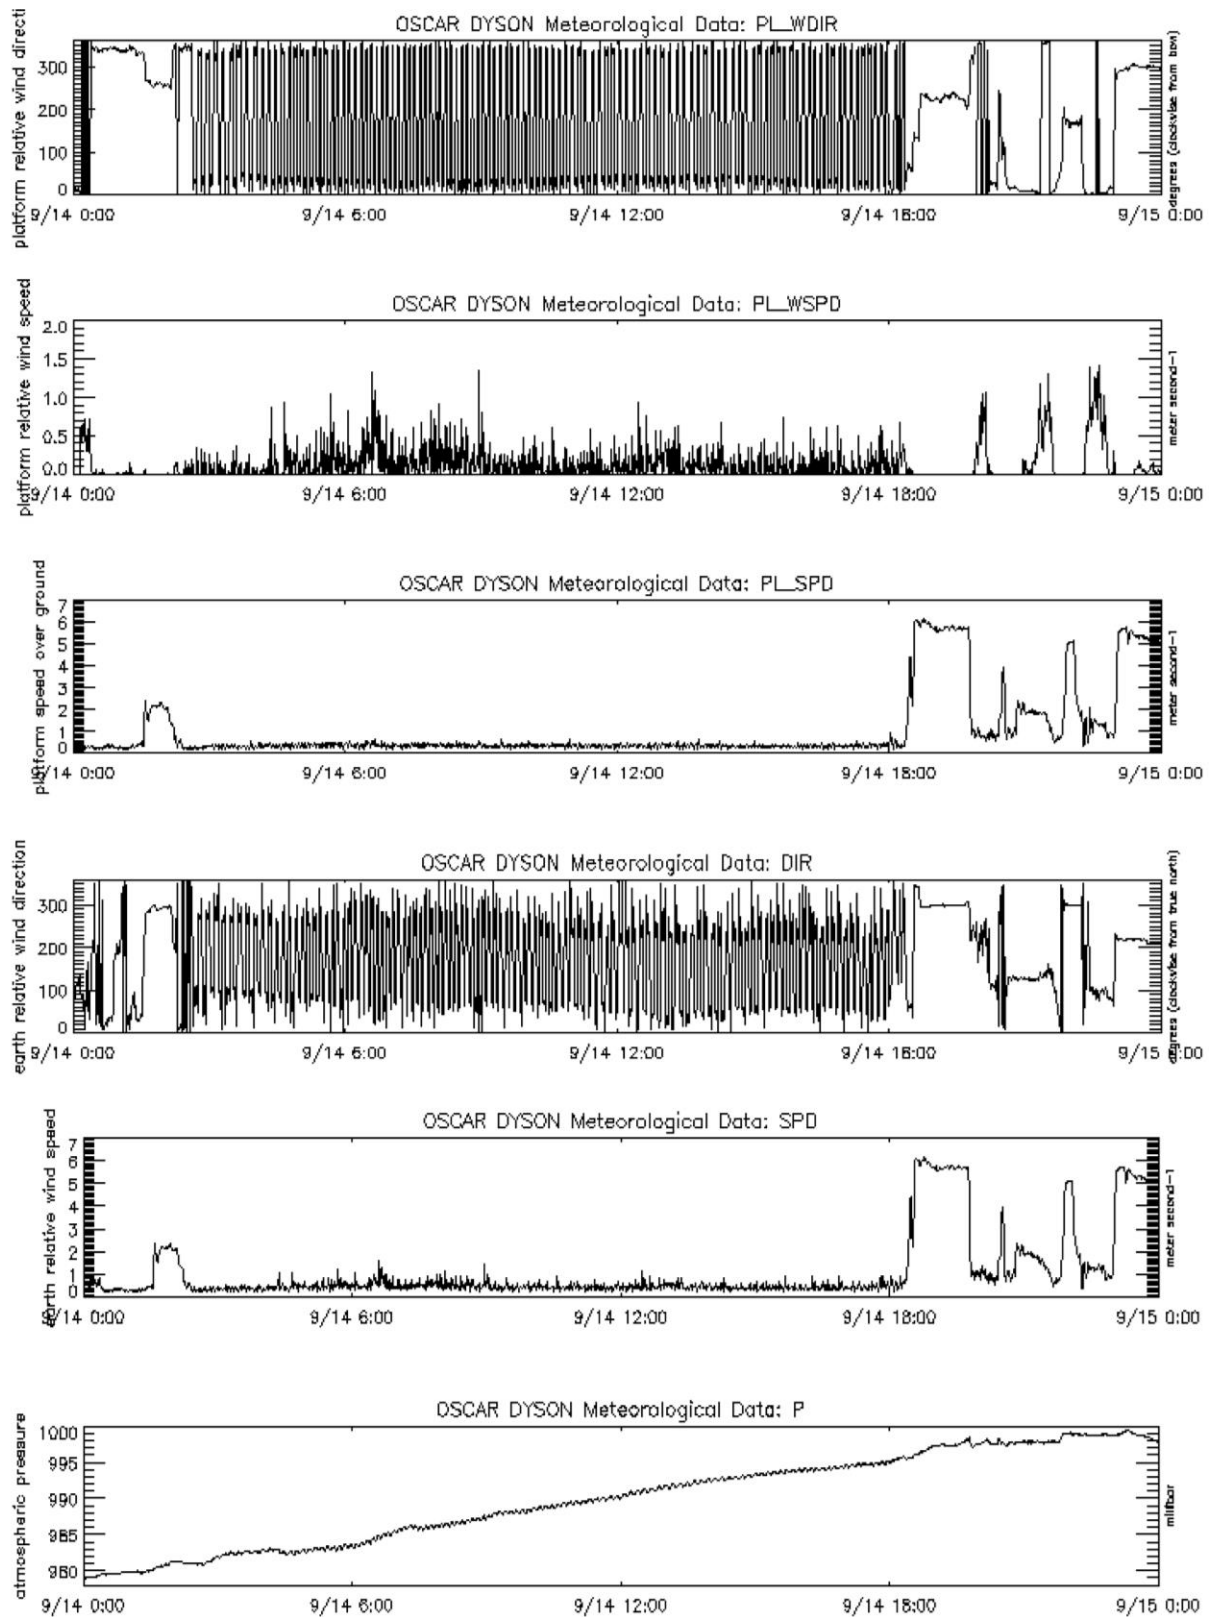 OSCAR DYSON Meteorological Data: PL_WDIR
platform relative wind directi
300
200
100
0
degrees (clockwise from bow)
9/14 0:00 9/14 6:00 9/14 12:00 9/14 18:00 9/15 0:00
OSCAR DYSON Meteorological Data: PL_WSPD
platform relative wind speed
2.0
1.5
1.0
0.5
0.0
meter second-1
9/14 0:00 9/14 6:00 9/14 12:00 9/14 18:00 9/15 0:00
OSCAR DYSON Meteorological Data: PL_SPD
platform speed over ground
7
6
5
4
3
2
1
0
meter second-1
9/14 0:00 9/14 6:00 9/14 12:00 9/14 18:00 9/15 0:00
OSCAR DYSON Meteorological Data: DIR
earth relative wind direction
300
200
100
0
degrees (clockwise from true north)
9/14 0:00 9/14 6:00 9/14 12:00 9/14 18:00 9/15 0:00
OSCAR DYSON Meteorological Data: SPD
earth relative wind speed
7
6
5
4
3
2
1
0
meter second-1
9/14 0:00 9/14 6:00 9/14 12:00 9/14 18:00 9/15 0:00
OSCAR DYSON Meteorological Data: P
atmospheric pressure
1000
995
990
985
980
millibar
9/14 0:00 9/14 6:00 9/14 12:00 9/14 18:00 9/15 0:00